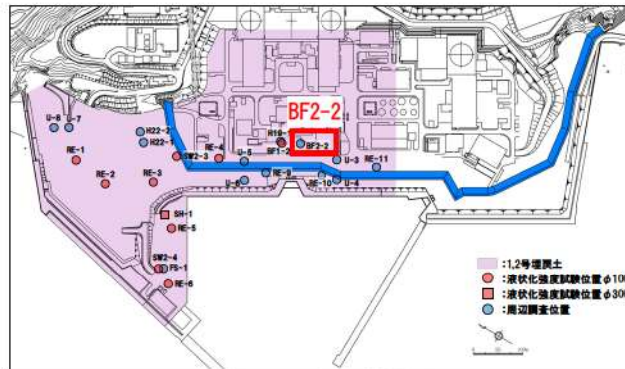 BF2-2
U-8
U-7
H22-2
H22-1
RE-1
SW2-3
RE-4
H19-1
BF1-2
BF2-2
U-5
U-3
RE-11
RE-2
RE-3
RE-9
U-6
RE-10
U-4
SH-1
RE-5
SW2-4
FS-1
RE-6
:1,2号埋戻土
:液状化強度試験位置φ100
:液状化強度試験位置φ300
:周辺調査位置